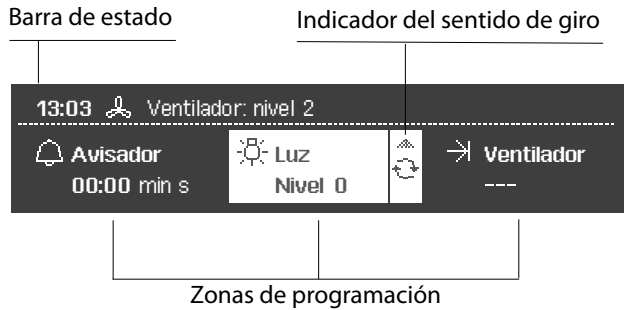 Barra de estado
Indicador del sentido de giro
13:03 Ventilador: nivel 2
Avisador
00:00 min s
Luz
Nivel 0
Ventilador
---
Zonas de programación